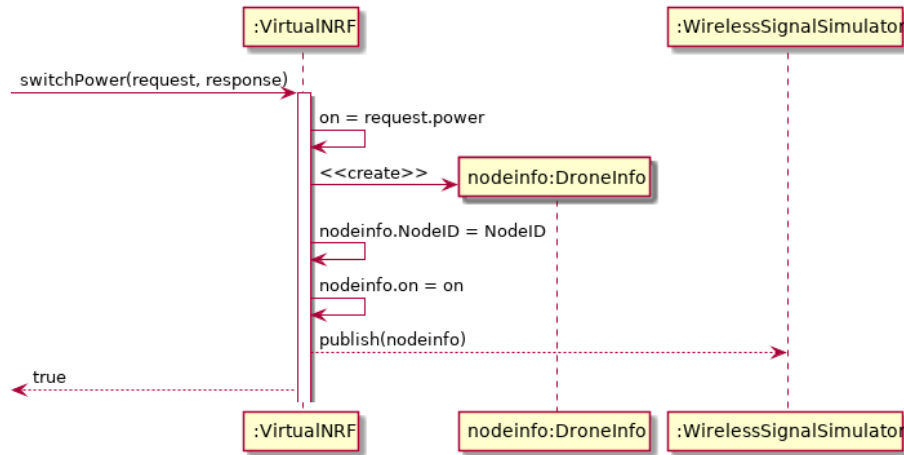 :VirtualNRF
:WirelessSignalSimulator
switchPower(request, response)
on = request.power
<<create>>
nodeinfo:DroneInfo
nodeinfo.NodeID = NodeID
nodeinfo.on = on
publish(nodeinfo)
true
:VirtualNRF
nodeinfo:DroneInfo
:WirelessSignalSimulator